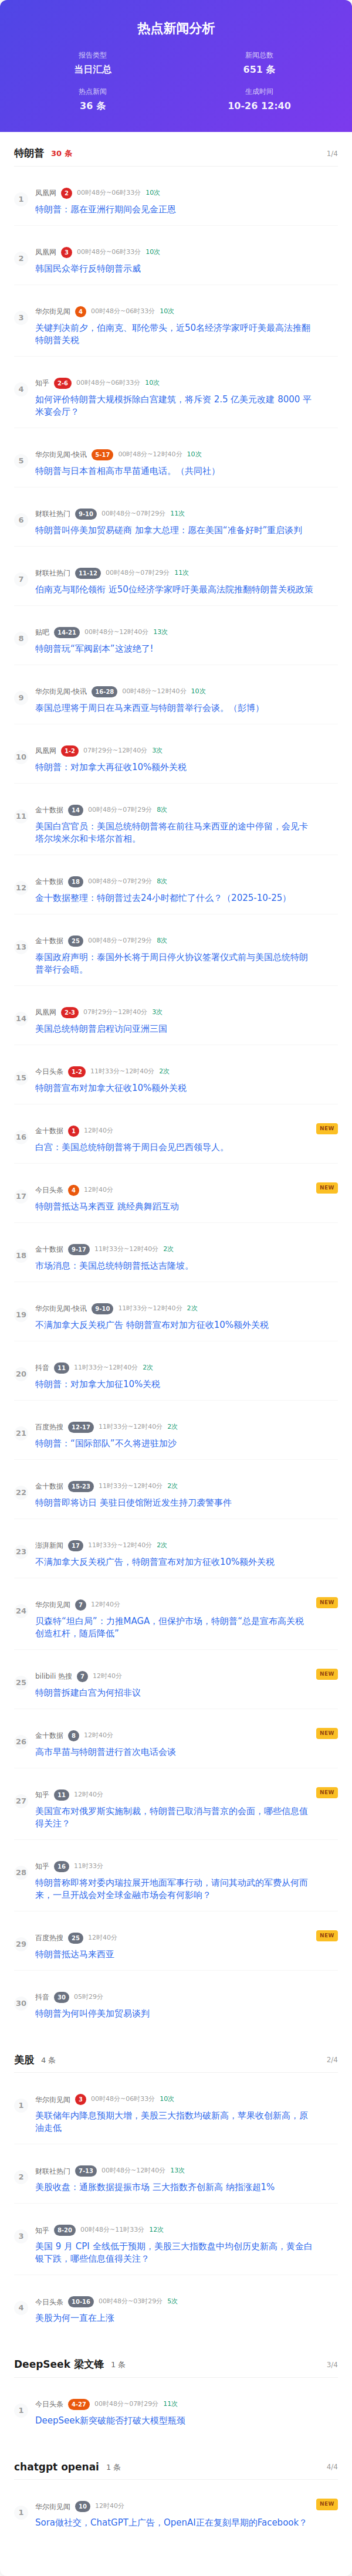 热点新闻分析
报告类型
新闻总数
当日汇总
651 条
热点新闻
生成时间
36 条
10-26 12:40
特朗普 30 条 1/4
1 凤凰网 2 00时48分~06时33分 10次
特朗普：愿在亚洲行期间会见金正恩
2 凤凰网 3 00时48分~06时33分 10次
韩国民众举行反特朗普示威
3 华尔街见闻 4 00时48分~06时33分 10次
关键判决前夕，伯南克、耶伦带头，近50名经济学家呼吁美最高法推翻
特朗普关税
4 知乎 2-6 00时48分~06时33分 10次
如何评价特朗普大规模拆除白宫建筑，将斥资 2.5 亿美元改建 8000 平
米宴会厅？
5 华尔街见闻-快讯 5-17 00时48分~12时40分 10次
特朗普与日本首相高市早苗通电话。（共同社）
6 财联社热门 9-10 00时48分~07时29分 11次
特朗普叫停美加贸易磋商 加拿大总理：愿在美国“准备好时”重启谈判
7 财联社热门 11-12 00时48分~07时29分 11次
伯南克与耶伦领衔 近50位经济学家呼吁美最高法院推翻特朗普关税政策
8 贴吧 14-21 00时48分~12时40分 13次
特朗普玩“军阀剧本”这波绝了!
9 华尔街见闻-快讯 16-28 00时48分~12时40分 10次
泰国总理将于周日在马来西亚与特朗普举行会谈。（彭博）
10 凤凰网 1-2 07时29分~12时40分 3次
特朗普：对加拿大再征收10%额外关税
11 金十数据 14 00时48分~07时29分 8次
美国白宫官员：美国总统特朗普将在前往马来西亚的途中停留，会见卡
塔尔埃米尔和卡塔尔首相。
12 金十数据 18 00时48分~07时29分 8次
金十数据整理：特朗普过去24小时都忙了什么？（2025-10-25）
13 金十数据 25 00时48分~07时29分 8次
泰国政府声明：泰国外长将于周日停火协议签署仪式前与美国总统特朗
普举行会晤。
14 凤凰网 2-3 07时29分~12时40分 3次
美国总统特朗普启程访问亚洲三国
15 今日头条 1-2 11时33分~12时40分 2次
特朗普宣布对加拿大征收10%额外关税
16 金十数据 1 12时40分 NEW
白宫：美国总统特朗普将于周日会见巴西领导人。
17 今日头条 4 12时40分 NEW
特朗普抵达马来西亚 跳经典舞蹈互动
18 金十数据 9-17 11时33分~12时40分 2次
市场消息：美国总统特朗普抵达吉隆坡。
19 华尔街见闻-快讯 9-10 11时33分~12时40分 2次
不满加拿大反关税广告 特朗普宣布对加方征收10%额外关税
20 抖音 11 11时33分~12时40分 2次
特朗普：对加拿大加征10%关税
21 百度热搜 12-17 11时33分~12时40分 2次
特朗普：“国际部队”不久将进驻加沙
22 金十数据 15-23 11时33分~12时40分 2次
特朗普即将访日 美驻日使馆附近发生持刀袭警事件
23 澎湃新闻 17 11时33分~12时40分 2次
不满加拿大反关税广告，特朗普宣布对加方征收10%额外关税
24 华尔街见闻 7 12时40分 NEW
贝森特“坦白局”：力推MAGA，但保护市场，特朗普“总是宣布高关税
创造杠杆，随后降低”
25 bilibili 热搜 7 12时40分 NEW
特朗普拆建白宫为何招非议
26 金十数据 8 12时40分 NEW
高市早苗与特朗普进行首次电话会谈
27 知乎 11 12时40分 NEW
美国宣布对俄罗斯实施制裁，特朗普已取消与普京的会面，哪些信息值
得关注？
28 知乎 16 11时33分
特朗普称即将对委内瑞拉展开地面军事行动，请问其动武的军费从何而
来，一旦开战会对全球金融市场会有何影响？
29 百度热搜 25 12时40分 NEW
特朗普抵达马来西亚
30 抖音 30 05时29分
特朗普为何叫停美加贸易谈判
美股 4 条 2/4
1 华尔街见闻 3 00时48分~06时33分 10次
美联储年内降息预期大增，美股三大指数均破新高，苹果收创新高，原
油走低
2 财联社热门 7-13 00时48分~12时40分 13次
美股收盘：通胀数据提振市场 三大指数齐创新高 纳指涨超1%
3 知乎 8-20 00时48分~11时33分 12次
美国 9 月 CPI 全线低于预期，美股三大指数盘中均创历史新高，黄金白
银下跌，哪些信息值得关注？
4 今日头条 10-16 00时48分~03时29分 5次
美股为何一直在上涨
DeepSeek 梁文锋 1 条 3/4
1 今日头条 4-27 00时48分~07时29分 11次
DeepSeek新突破能否打破大模型瓶颈
chatgpt openai 1 条 4/4
1 华尔街见闻 10 12时40分 NEW
Sora做社交，ChatGPT上广告，OpenAI正在复刻早期的Facebook？